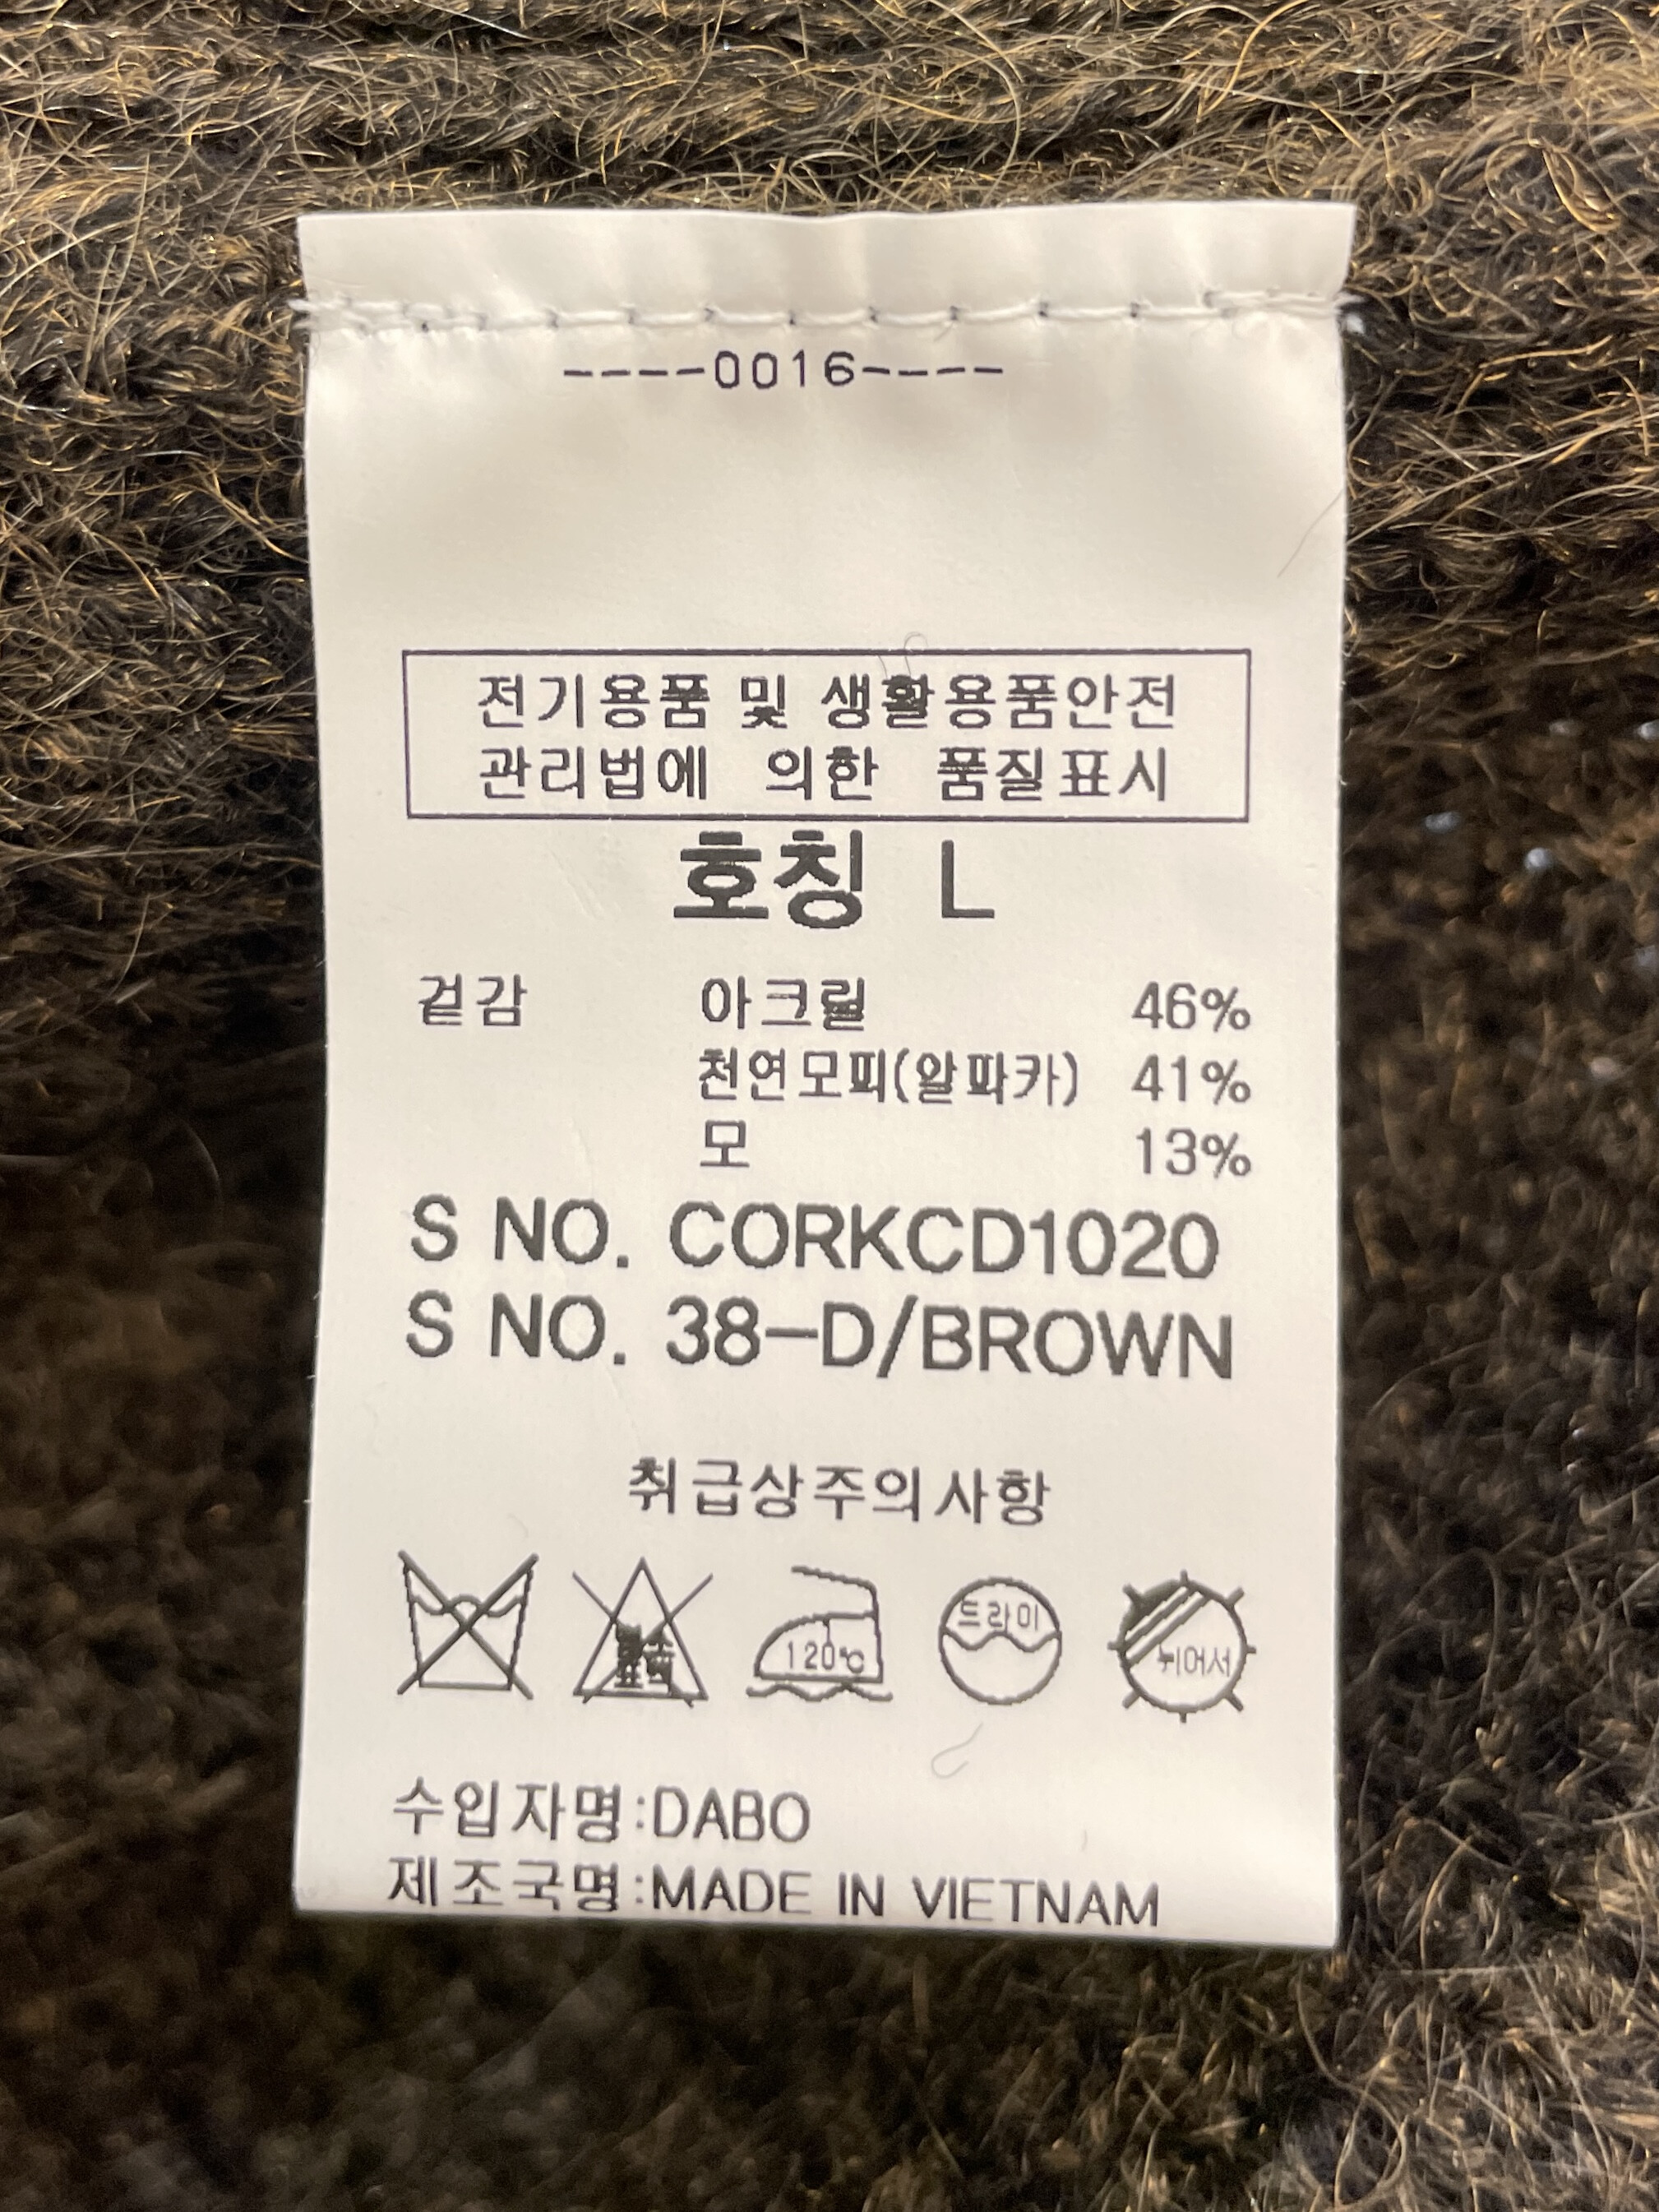 ----0016----
전기용품 및 생활용품안전
관리법에 의한 품질표시
호칭 L
겉감 아크릴 46%
천연모피(알파카) 41%
모 13%
S NO. CORKCD1020
S NO. 38-D/BROWN
취급상주의사항
120℃ 드라이 뉘어서
수입자명:DABO
제조국명:MADE IN VIETNAM